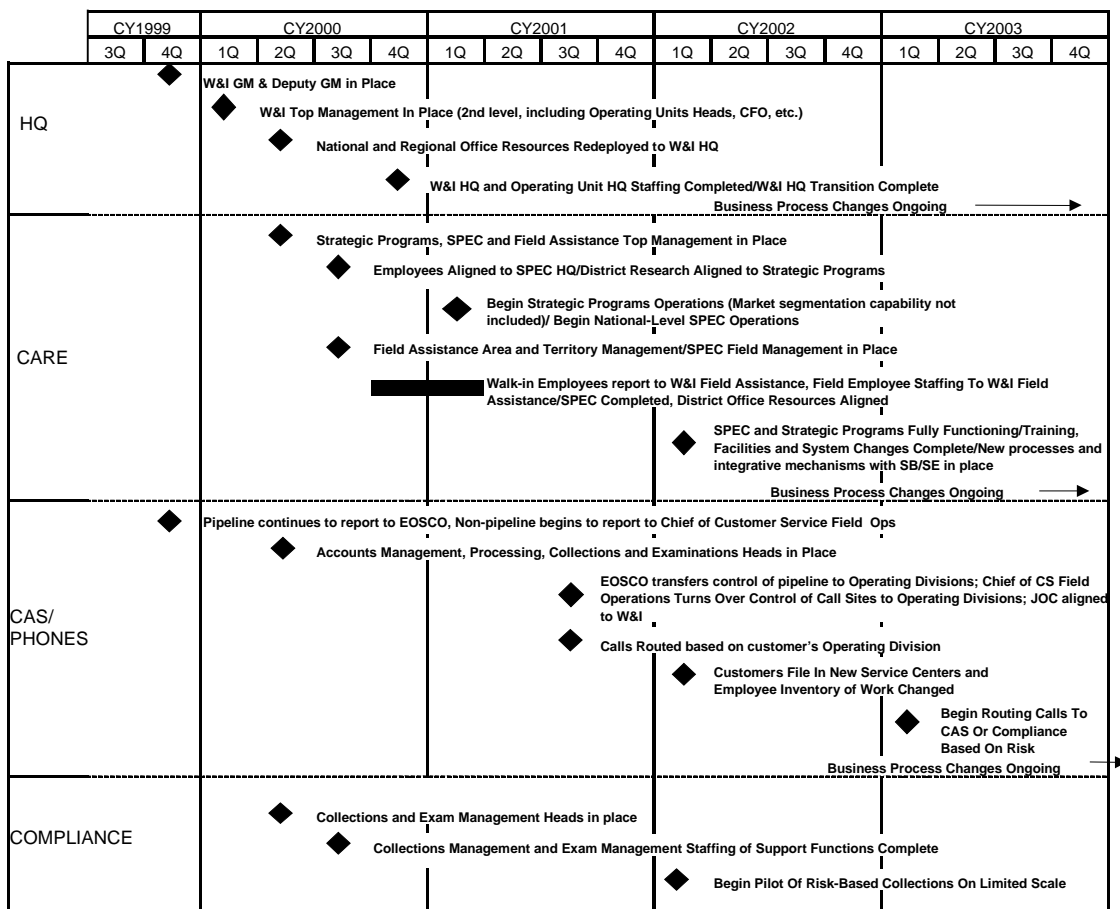 CY1999 CY2000 CY2001 CY2002 CY2003
3Q 4Q 1Q 2Q 3Q 4Q 1Q 2Q 3Q 4Q 1Q 2Q 3Q 4Q 1Q 2Q 3Q 4Q
HQ
W&I GM & Deputy GM in Place
W&I Top Management In Place (2nd level, including Operating Units Heads, CFO, etc.)
National and Regional Office Resources Redeployed to W&I HQ
W&I HQ and Operating Unit HQ Staffing Completed/W&I HQ Transition Complete
Business Process Changes Ongoing
CARE
Strategic Programs, SPEC and Field Assistance Top Management in Place
Employees Aligned to SPEC HQ/District Research Aligned to Strategic Programs
Begin Strategic Programs Operations (Market segmentation capability not
included)/ Begin National-Level SPEC Operations
Field Assistance Area and Territory Management/SPEC Field Management in Place
Walk-in Employees report to W&I Field Assistance, Field Employee Staffing To W&I Field
Assistance/SPEC Completed, District Office Resources Aligned
SPEC and Strategic Programs Fully Functioning/Training,
Facilities and System Changes Complete/New processes and
integrative mechanisms with SB/SE in place
Business Process Changes Ongoing
CAS/
PHONES
Pipeline continues to report to EOSCO, Non-pipeline begins to report to Chief of Customer Service Field Ops
Accounts Management, Processing, Collections and Examinations Heads in Place
EOSCO transfers control of pipeline to Operating Divisions; Chief of CS Field
Operations Turns Over Control of Call Sites to Operating Divisions; JOC aligned
to W&I
Calls Routed based on customer's Operating Division
Customers File In New Service Centers and
Employee Inventory of Work Changed
Begin Routing Calls To
CAS Or Compliance
Based On Risk
Business Process Changes Ongoing
COMPLIANCE
Collections and Exam Management Heads in place
Collections Management and Exam Management Staffing of Support Functions Complete
Begin Pilot Of Risk-Based Collections On Limited Scale